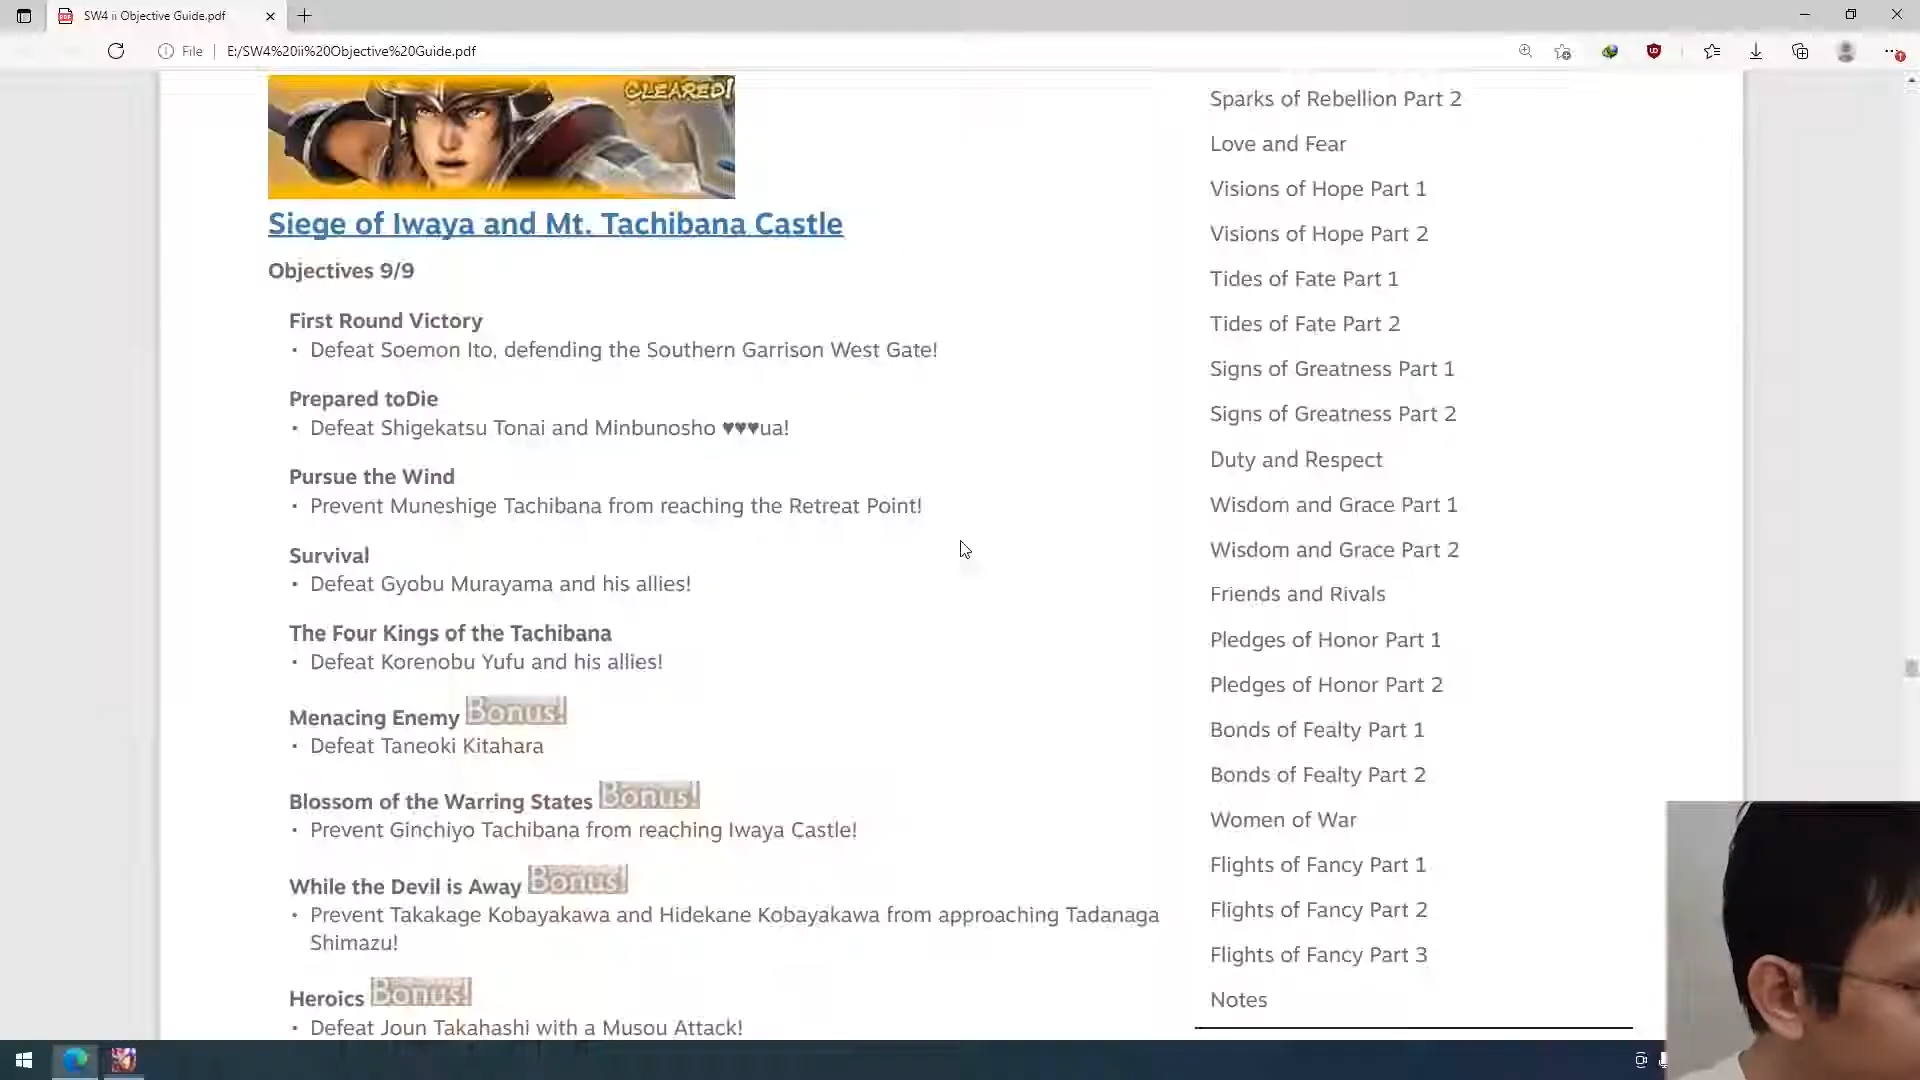 SW4 ii Objective Guide.pdf
File
E:/SW4%20ii%20Objective%20Guide.pdf
CLEARED!
Siege of Iwaya and Mt. Tachibana Castle
Objectives 9/9
First Round Victory
• Defeat Soemon Ito, defending the Southern Garrison West Gate!
Prepared toDie
• Defeat Shigekatsu Tonai and Minbunosho ♥♥♥ua!
Pursue the Wind
• Prevent Muneshige Tachibana from reaching the Retreat Point!
Survival
• Defeat Gyobu Murayama and his allies!
The Four Kings of the Tachibana
• Defeat Korenobu Yufu and his allies!
Menacing Enemy Bonus!
• Defeat Taneoki Kitahara
Blossom of the Warring States Bonus!
• Prevent Ginchiyo Tachibana from reaching Iwaya Castle!
While the Devil is Away Bonus!
• Prevent Takakage Kobayakawa and Hidekane Kobayakawa from approaching Tadanaga
Shimazu!
Heroics Bonus!
• Defeat Joun Takahashi with a Musou Attack!
Sparks of Rebellion Part 2
Love and Fear
Visions of Hope Part 1
Visions of Hope Part 2
Tides of Fate Part 1
Tides of Fate Part 2
Signs of Greatness Part 1
Signs of Greatness Part 2
Duty and Respect
Wisdom and Grace Part 1
Wisdom and Grace Part 2
Friends and Rivals
Pledges of Honor Part 1
Pledges of Honor Part 2
Bonds of Fealty Part 1
Bonds of Fealty Part 2
Women of War
Flights of Fancy Part 1
Flights of Fancy Part 2
Flights of Fancy Part 3
Notes